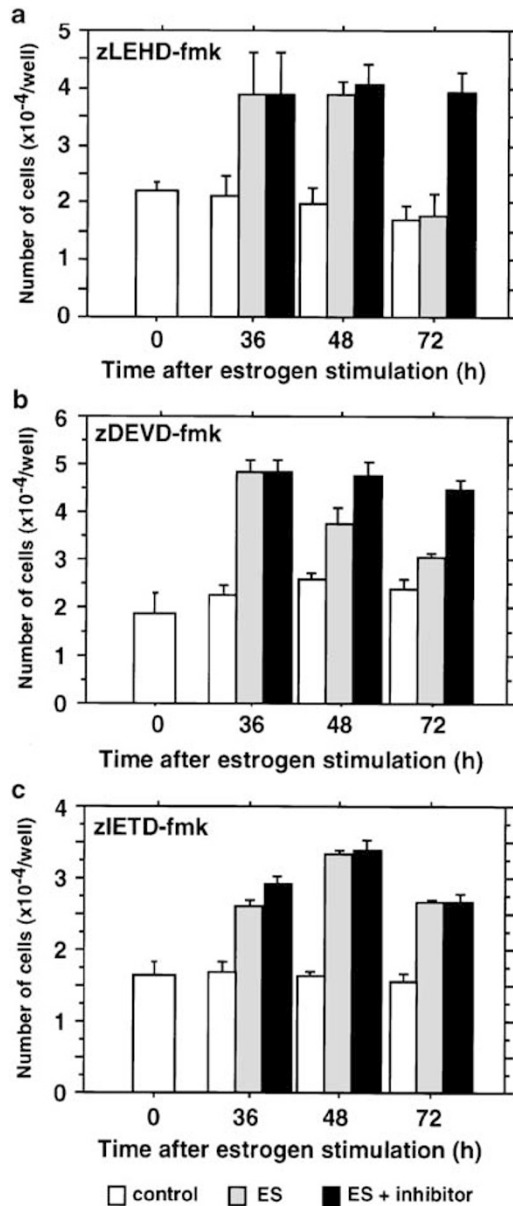 a
zLEHD-fmk
Number of cells (x10⁻⁴/well)
5
4
3
2
1
0
0 36 48 72
Time after estrogen stimulation (h)
b
zDEVD-fmk
Number of cells (x10⁻⁴/well)
6
5
4
3
2
1
0
0 36 48 72
Time after estrogen stimulation (h)
c
zIETD-fmk
Number of cells (x10⁻⁴/well)
4
3
2
1
0
0 36 48 72
Time after estrogen stimulation (h)
control ES ES + inhibitor